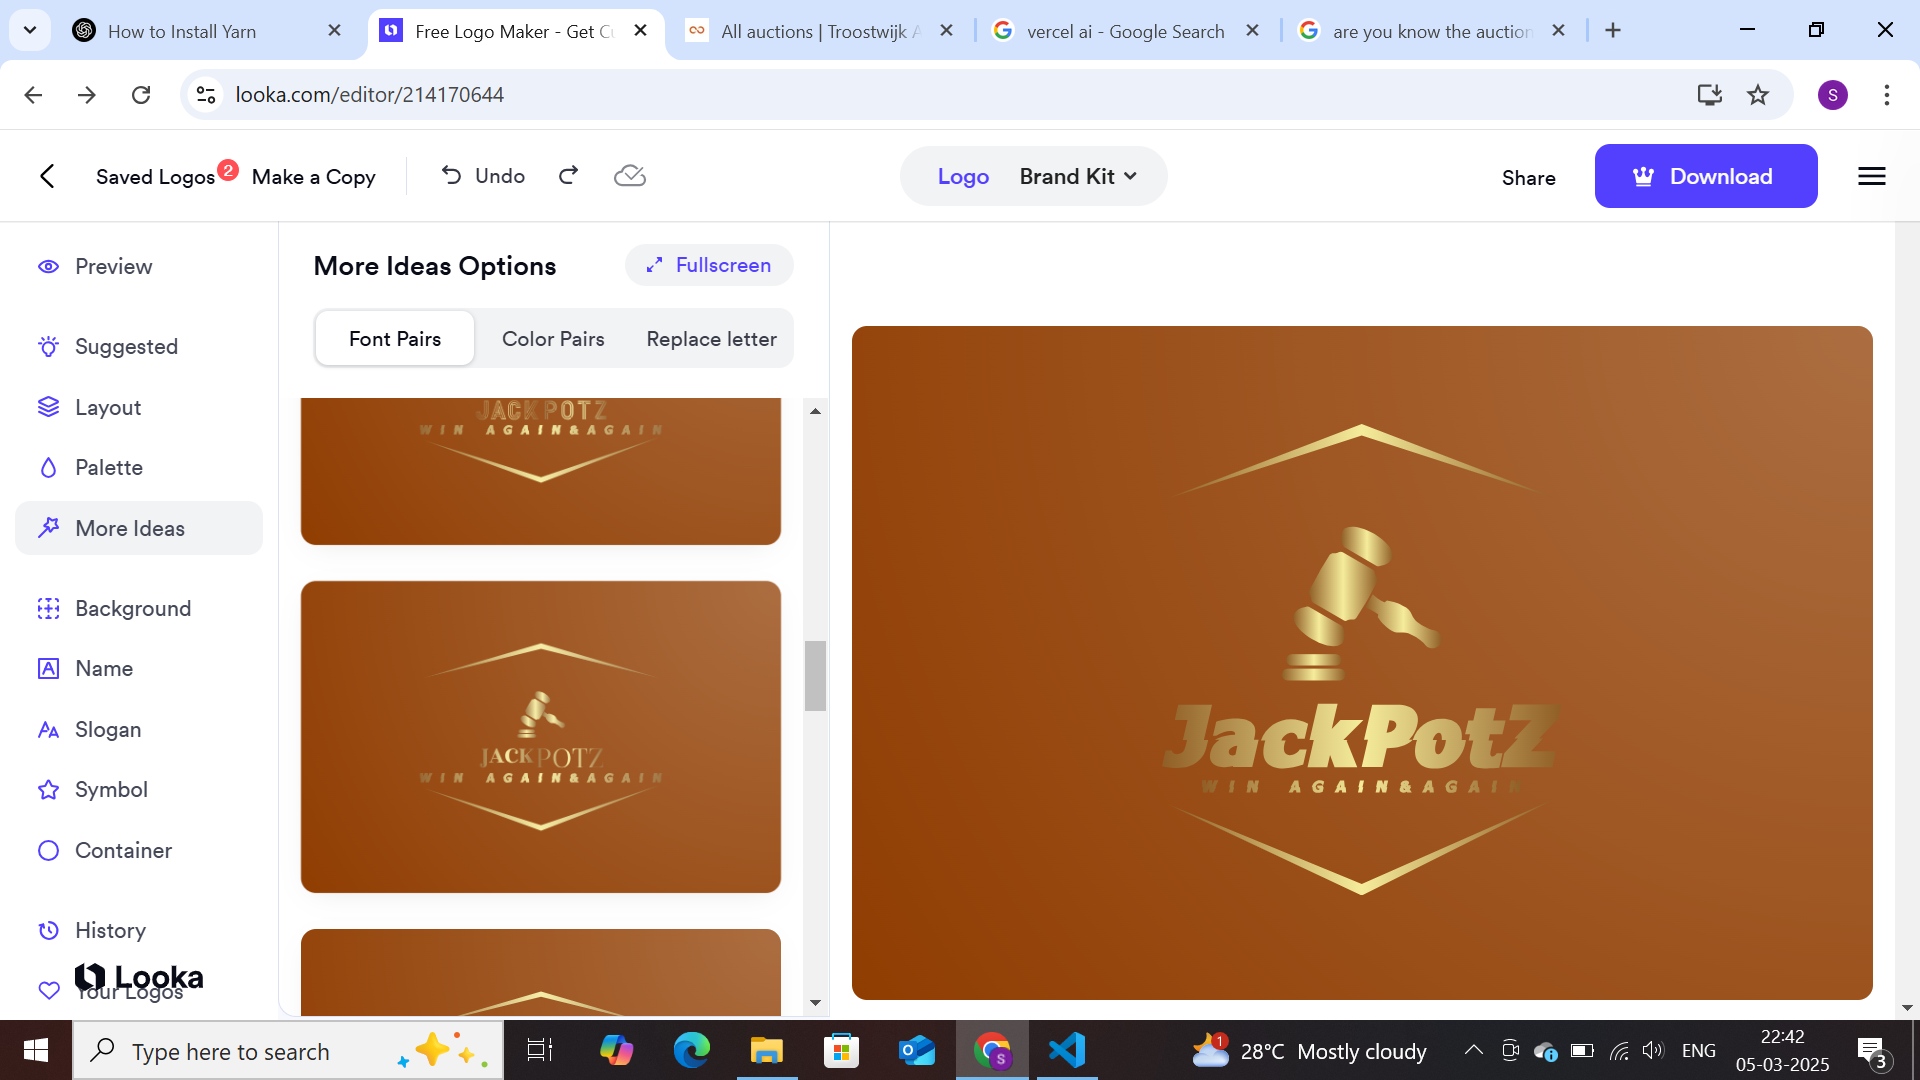 How to Install Yarn
Free Logo Maker - Get Cu
All auctions | Troostwijk A
vercel ai - Google Search
are you know the auction
looka.com/editor/214170644
S
Saved Logos 2
Make a Copy
Undo
Logo
Brand Kit
Share
Download
Preview
Suggested
Layout
Palette
More Ideas
Background
Name
Slogan
Symbol
Container
History
Your Logos
Looka
More Ideas Options
Fullscreen
Font Pairs
Color Pairs
Replace letter
JACKPOTZ
WIN AGAIN&AGAIN
JACKPOTZ
WIN AGAIN&AGAIN
JackPotZ
WIN AGAIN&AGAIN
Type here to search
S
1
28°C Mostly cloudy
ENG
22:42
05-03-2025
3